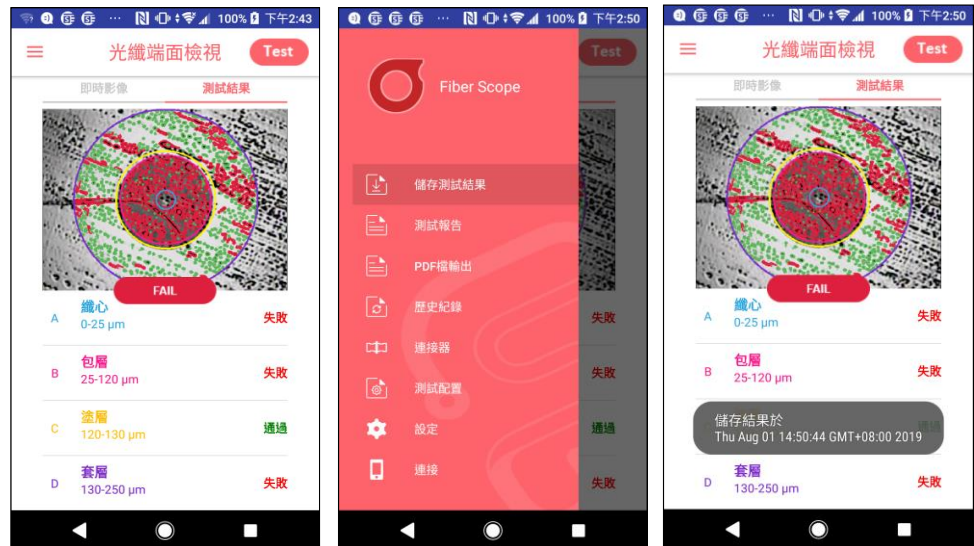 100% 下午2:43
光纖端面檢視
Test
即時影像 測試結果
FAIL
A 纖心 0-25 μm 失敗
B 包層 25-120 μm 失敗
C 塗層 120-130 μm 通過
D 套層 130-250 μm 失敗
100% 下午2:50
Test
Fiber Scope
儲存測試結果
測試報告
PDF檔輸出
歷史紀錄
連接器
測試配置
設定
連接
失敗
失敗
通過
失敗
100% 下午2:50
光纖端面檢視
Test
即時影像 測試結果
FAIL
A 纖心 0-25 μm 失敗
B 包層 25-120 μm 失敗
儲存結果於
Thu Aug 01 14:50:44 GMT+08:00 2019
D 套層 130-250 μm 失敗